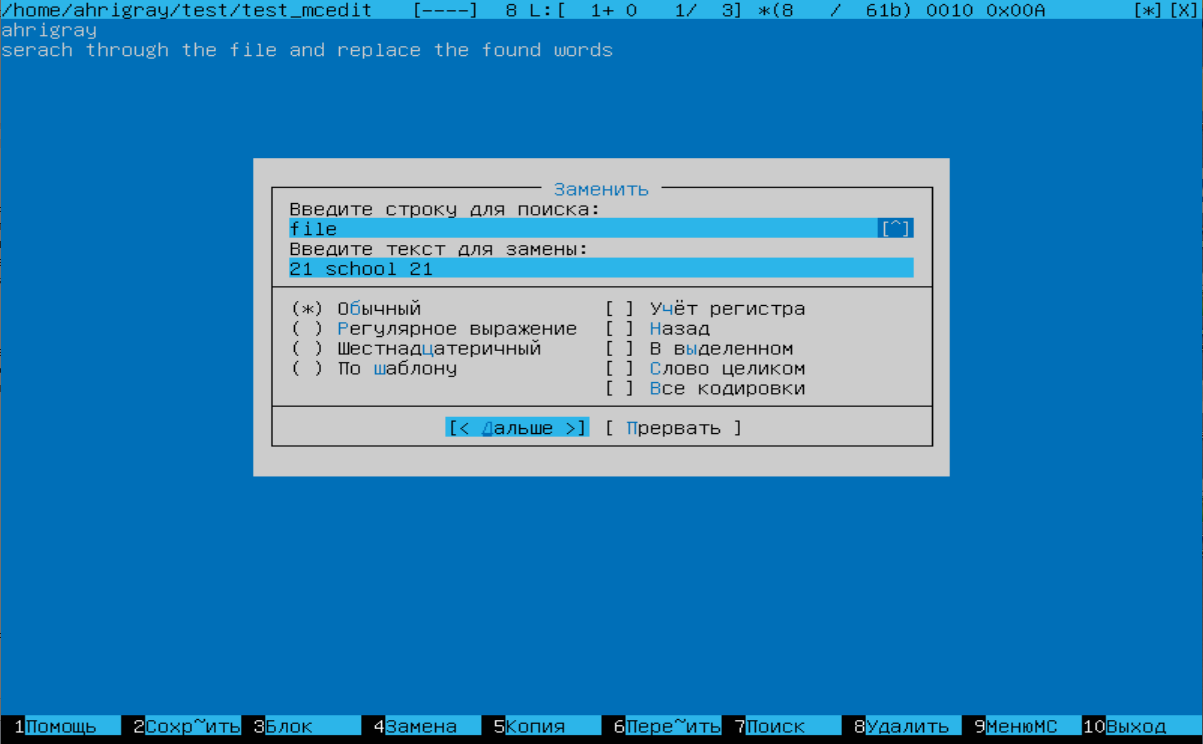 /home/ahrigray/test/test_mcedit [----] 8 L:[ 1+ 0 1/ 3] *(8 / 61b) 0010 0x00A [*][X]
ahrigray
serach through the file and replace the found words
Заменить
Введите строку для поиска:
file [^]
Введите текст для замены:
21 school 21
(*) Обычный [ ] Учёт регистра
( ) Регулярное выражение [ ] Назад
( ) Шестнадцатеричный [ ] В выделенном
( ) По шаблону [ ] Слово целиком
[ ] Все кодировки
[< Дальше >] [ Прервать ]
1Помощь 2Сохр~ить 3Блок 4Замена 5Копия 6Пере~ить 7Поиск 8Удалить 9МенюMC 10Выход